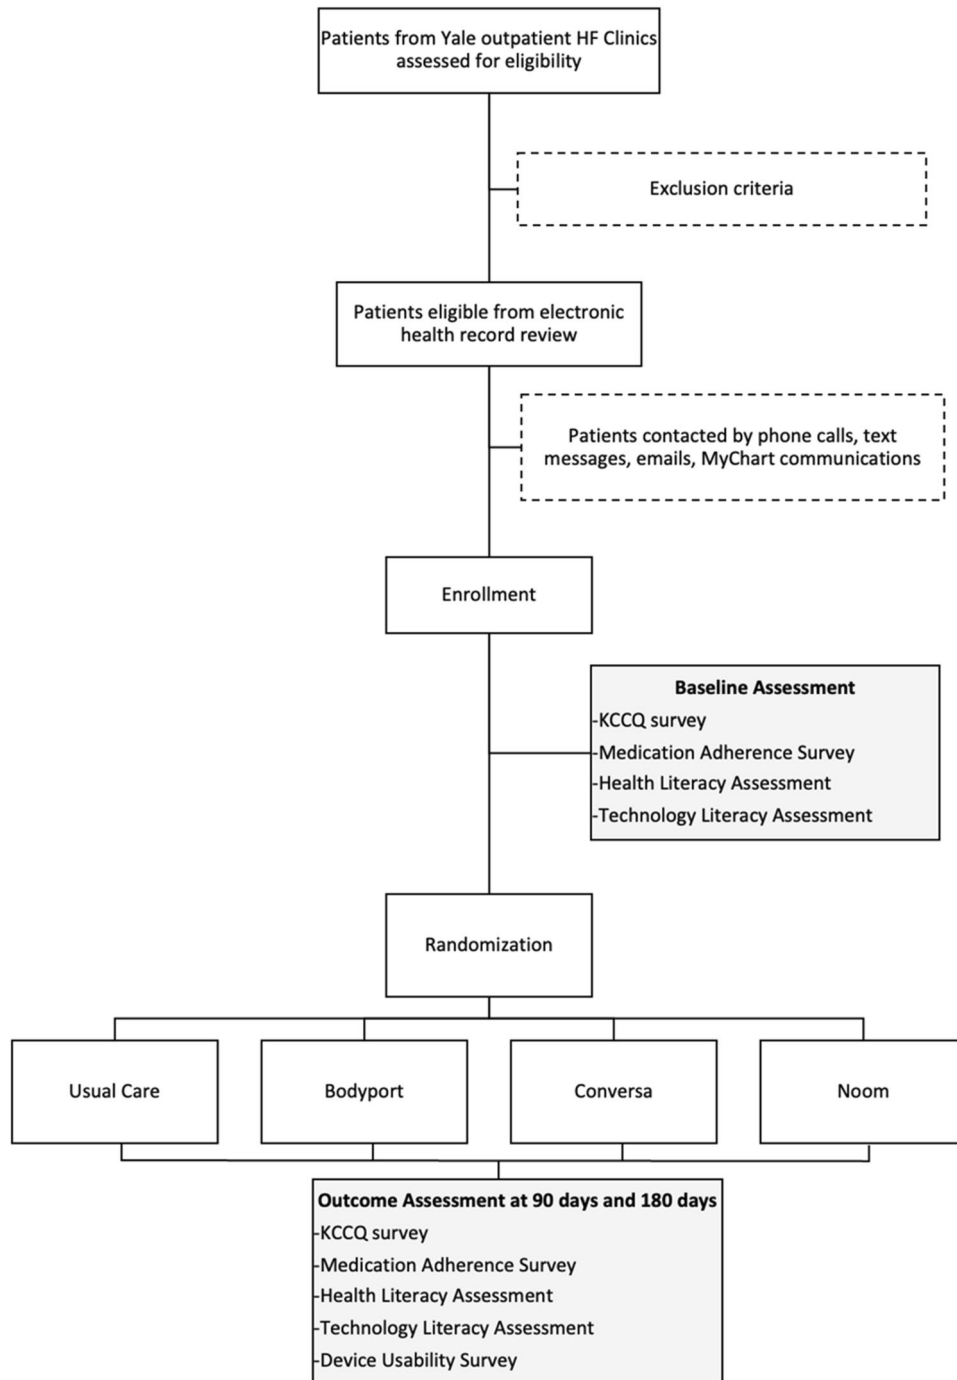 Patients from Yale outpatient HF Clinics
assessed for eligibility
Exclusion criteria
Patients eligible from electronic
health record review
Patients contacted by phone calls, text
messages, emails, MyChart communications
Enrollment
Baseline Assessment
-KCCQ survey
-Medication Adherence Survey
-Health Literacy Assessment
-Technology Literacy Assessment
Randomization
Usual Care
Bodyport
Conversa
Noom
Outcome Assessment at 90 days and 180 days
-KCCQ survey
-Medication Adherence Survey
-Health Literacy Assessment
-Technology Literacy Assessment
-Device Usability Survey